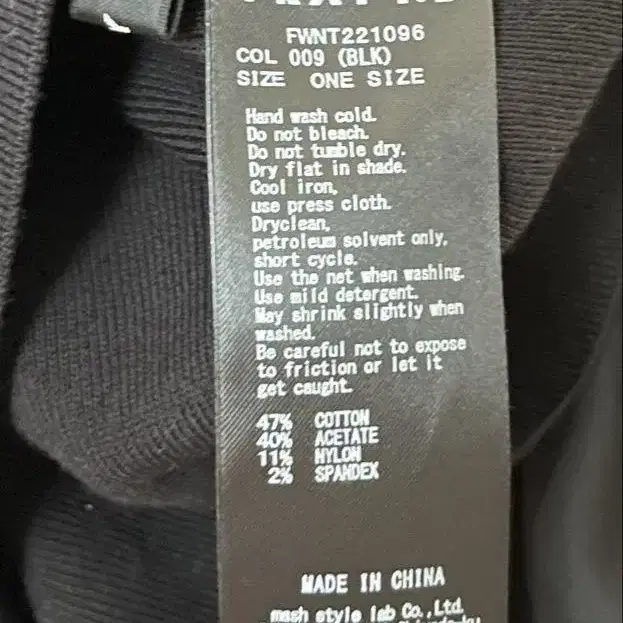 FWNT221096
COL 009 (BLK)
SIZE ONE SIZE
Hand wash cold.
Do not bleach.
Do not tumble dry.
Dry flat in shade.
Cool iron,
use press cloth.
Dryclean,
petroleum solvent only,
short cycle.
Use the net when washing.
Use mild detergent.
May shrink slightly when
washed.
Be careful not to expose
to friction or let it
get caught.
47% COTTON
40% ACETATE
11% NYLON
2% SPANDEX
MADE IN CHINA
mash style lab Co.,Ltd.